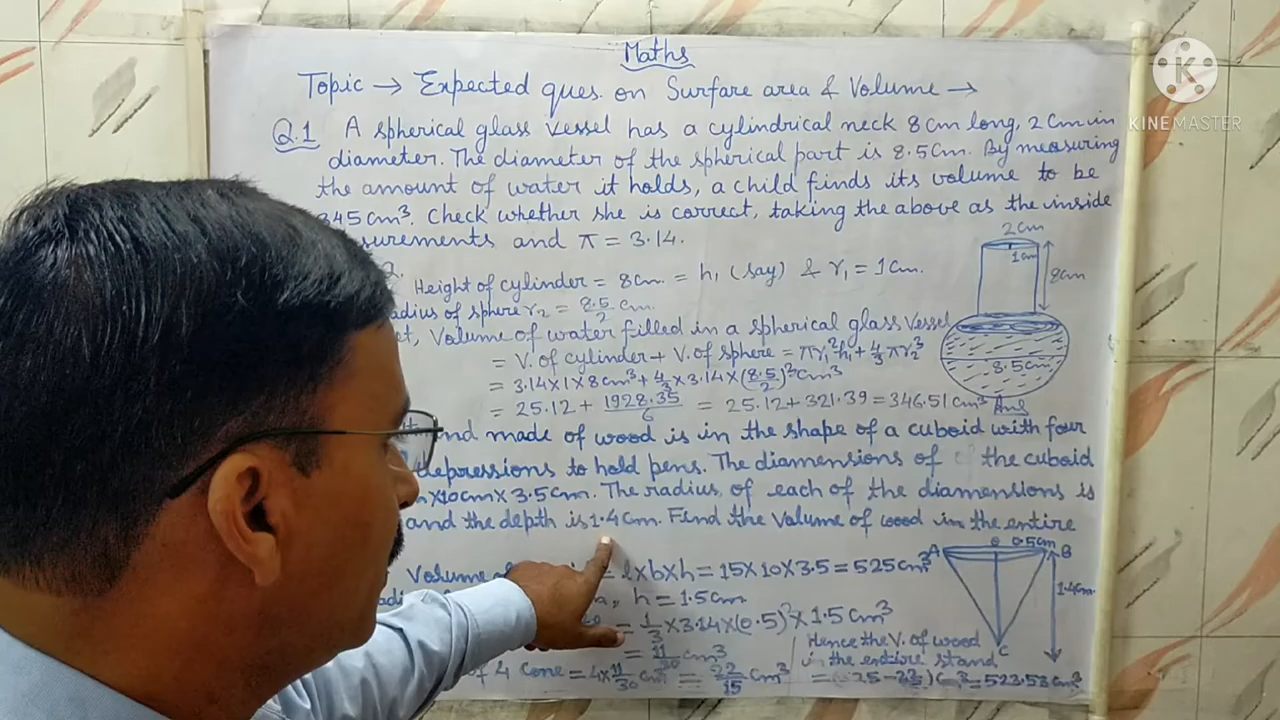 Maths
Topic → Expected ques. on Surfare area & Volume →
Q.1 A spherical glass vessel has a cylindrical neck 8 cm long, 2 cm in
diameter. The diameter of the spherical part is 8.5 cm. By measuring
the amount of water it holds, a child finds its volume to be
345 cm³. Check whether she is correct, taking the above as the inside
surements and π = 3.14.
Height of cylinder = 8 cm. = h₁ (say) & r₁ = 1 cm.
adius of sphere r₂ = 8.5/2 cm.
et, Volume of water filled in a spherical glass vessel
= V. of cylinder + V. of sphere = πr₁²h₁ + 4/3 πr₂³
= 3.14×1×8 cm³ + 4/3 × 3.14 × (8.5/2)³ cm³
= 25.12 + 1928.35/6 = 25.12 + 321.39 = 346.51 cm³ Ans
2 cm
1 cm
8 cm
8.5 cm
nd made of wood is in the shape of a cuboid with four
depressions to hold pens. The diamensions of the cuboid
×10 cm × 3.5 cm. The radius of each of the diamensions is
and the depth is 1.4 cm. Find the volume of wood in the entire
Volume = l×b×h = 15×10×3.5 = 525 cm³
h = 1.5 cm
= 1/3 × 3.14 × (0.5)² × 1.5 cm³
= 11/30 cm³
of 4 Cone = 4 × 11/30 cm³ = 22/15 cm³
Hence the V. of wood
in the entire stand
= 523.53 cm³
A 0.5 cm B
1.4 cm
C
KINEMASTER